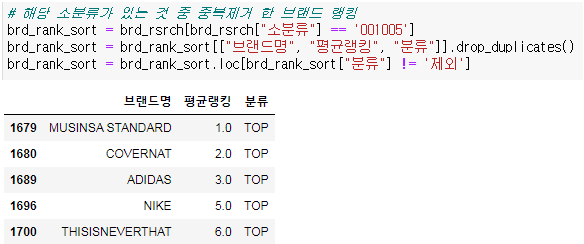 # 해당 소분류가 있는 것 중 중복제거 한 브랜드 랭킹
brd_rank_sort = brd_rsrch[brd_rsrch["소분류"] == '001005']
brd_rank_sort = brd_rank_sort[["브랜드명", "평균랭킹", "분류"]].drop_duplicates()
brd_rank_sort = brd_rank_sort.loc[brd_rank_sort["분류"] != '제외']
브랜드명 평균랭킹 분류
1679 MUSINSA STANDARD 1.0 TOP
1680 COVERNAT 2.0 TOP
1689 ADIDAS 3.0 TOP
1696 NIKE 5.0 TOP
1700 THISISNEVERTHAT 6.0 TOP